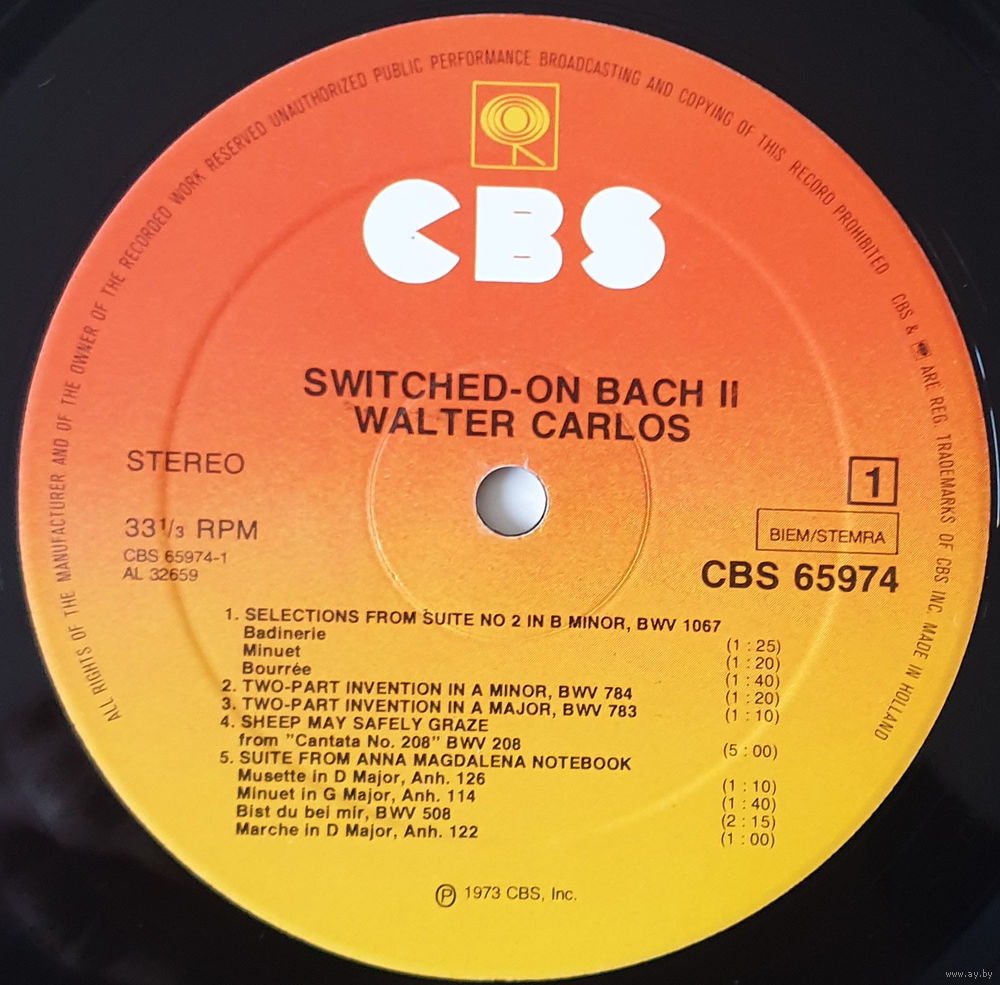 ALL RIGHTS OF THE MANUFACTURER AND OF THE OWNER OF THE RECORDED WORK RESERVED UNAUTHORIZED PUBLIC PERFORMANCE BROADCASTING AND COPYING OF THIS RECORD PROHIBITED
CBS & ARE REG. TRADEMARKS OF CBS INC. MADE IN HOLLAND
CBS
SWITCHED-ON BACH II
WALTER CARLOS
STEREO
1
33 1/3 RPM
BIEM/STEMRA
CBS 65974-1
AL 32659
CBS 65974
1. SELECTIONS FROM SUITE NO 2 IN B MINOR, BWV 1067
Badinerie (1 : 25)
Minuet (1 : 20)
Bourrée (1 : 40)
2. TWO-PART INVENTION IN A MINOR, BWV 784 (1 : 20)
3. TWO-PART INVENTION IN A MAJOR, BWV 783 (1 : 10)
4. SHEEP MAY SAFELY GRAZE
from "Cantata No. 208" BWV 208 (5 : 00)
5. SUITE FROM ANNA MAGDALENA NOTEBOOK
Musette in D Major, Anh. 126 (1 : 10)
Minuet in G Major, Anh. 114 (1 : 40)
Bist du bei mir, BWV 508 (2 : 15)
Marche in D Major, Anh. 122 (1 : 00)
Ⓟ 1973 CBS, Inc.
www.ay.by